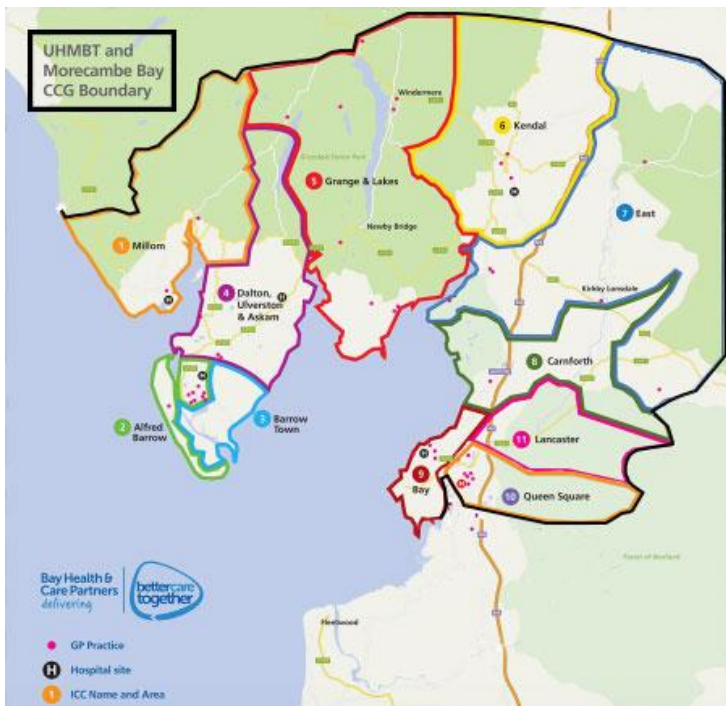 UHMBT and
Morecambe Bay
CCG Boundary
Windermere
6 Kendal
H
5 Grange & Lakes
7 East
Newby Bridge
1 Millom
H
4 Dalton,
Ulverston
& Askam
H
Kirkby Lonsdale
8 Carnforth
H
2 Alfred
Barrow
3 Barrow
Town
11 Lancaster
H
9
Bay
H
10 Queen Square
Forest of Bowland
Bay Health &
Care Partners
delivering
better care
together
Fleetwood
GP Practice
H Hospital site
1 ICC Name and Area